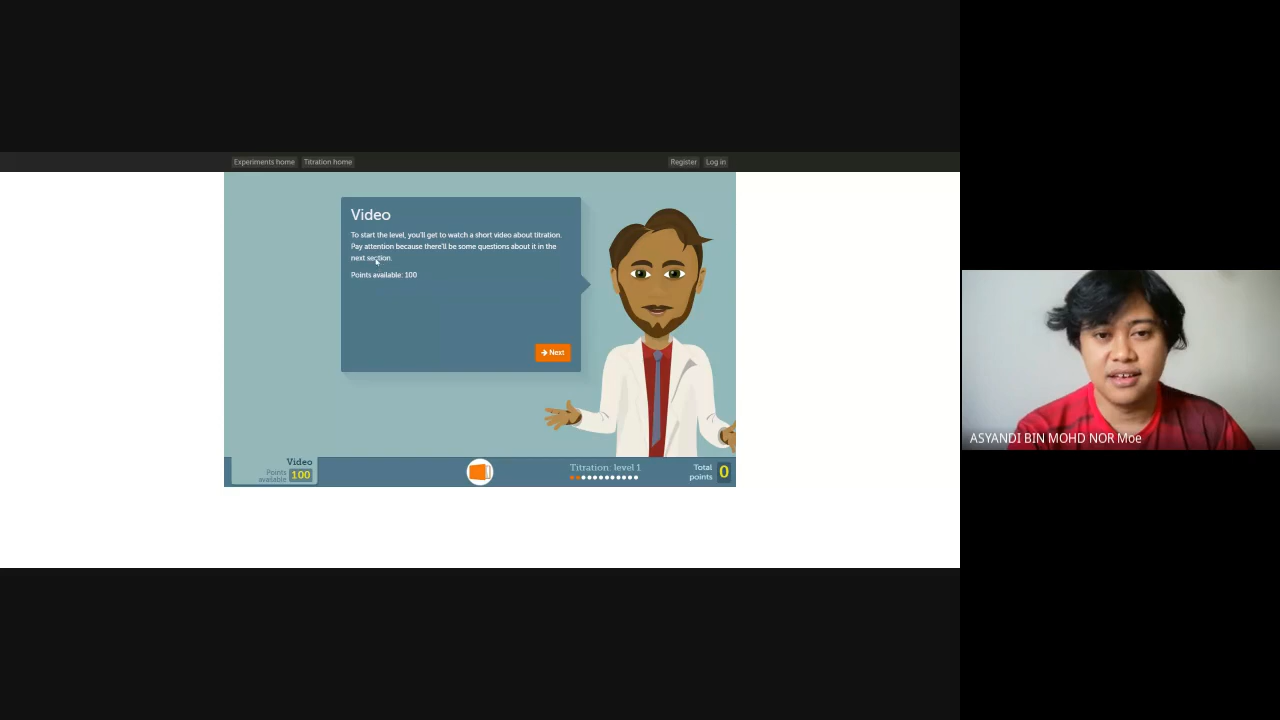 Experiments home Titration home Register Log in
Video
To start the level, you'll get to watch a short video about titration.
Pay attention because there'll be some questions about it in the
next section.
Points available: 100
Next
Video
Points
available 100
Titration: level 1
Total
points 0
ASYANDI BIN MOHD NOR Moe